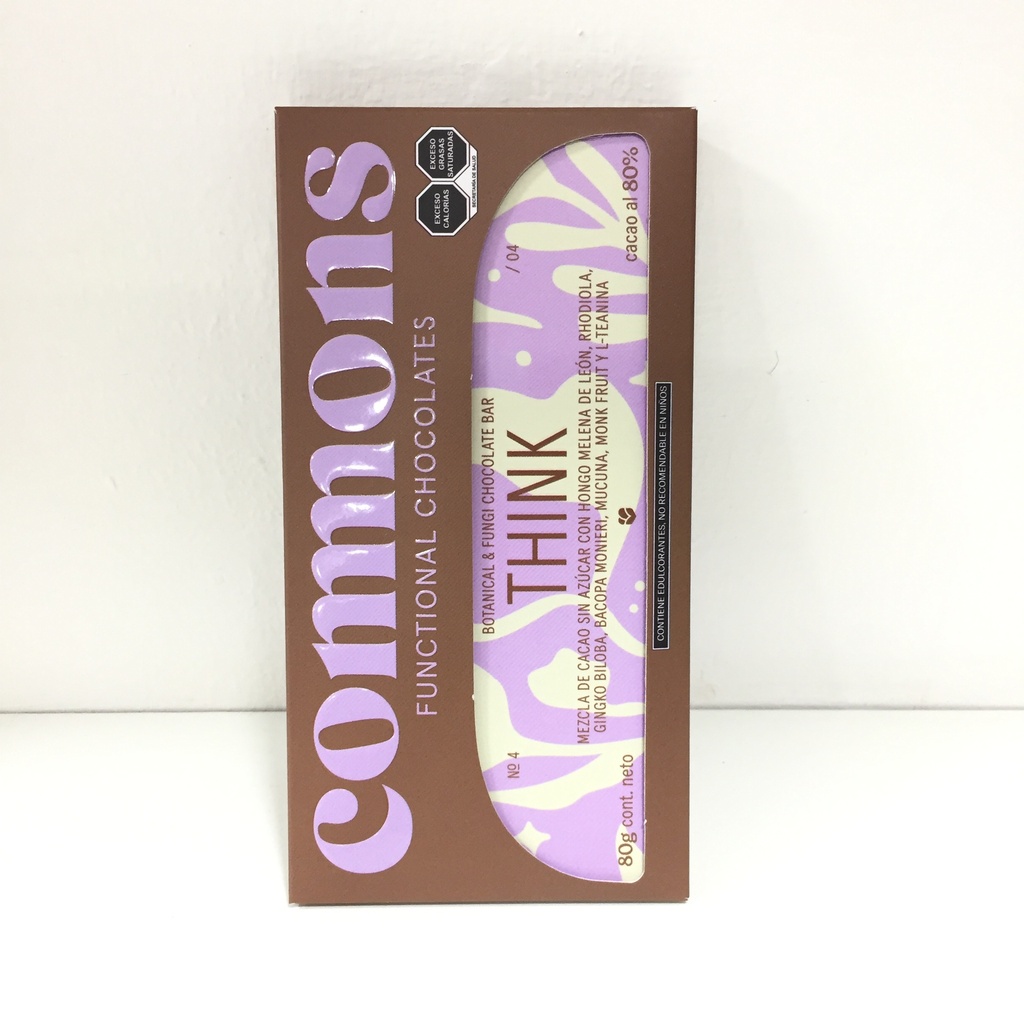 commons
EXCESO
CALORÍAS
EXCESO
GRASAS
SATURADAS
SECRETARÍA DE SALUD
FUNCTIONAL CHOCOLATES
BOTANICAL & FUNGI CHOCOLATE BAR
Nº 4
THINK
/ 04
MEZCLA DE CACAO SIN AZÚCAR CON HONGO MELENA DE LEÓN, RHODIOLA,
GINGKO BILOBA, BACOPA MONIERI, MUCUNA, MONK FRUIT Y L-TEANINA
80g cont. neto
cacao al 80%
CONTIENE EDULCORANTES, NO RECOMENDABLE EN NIÑOS